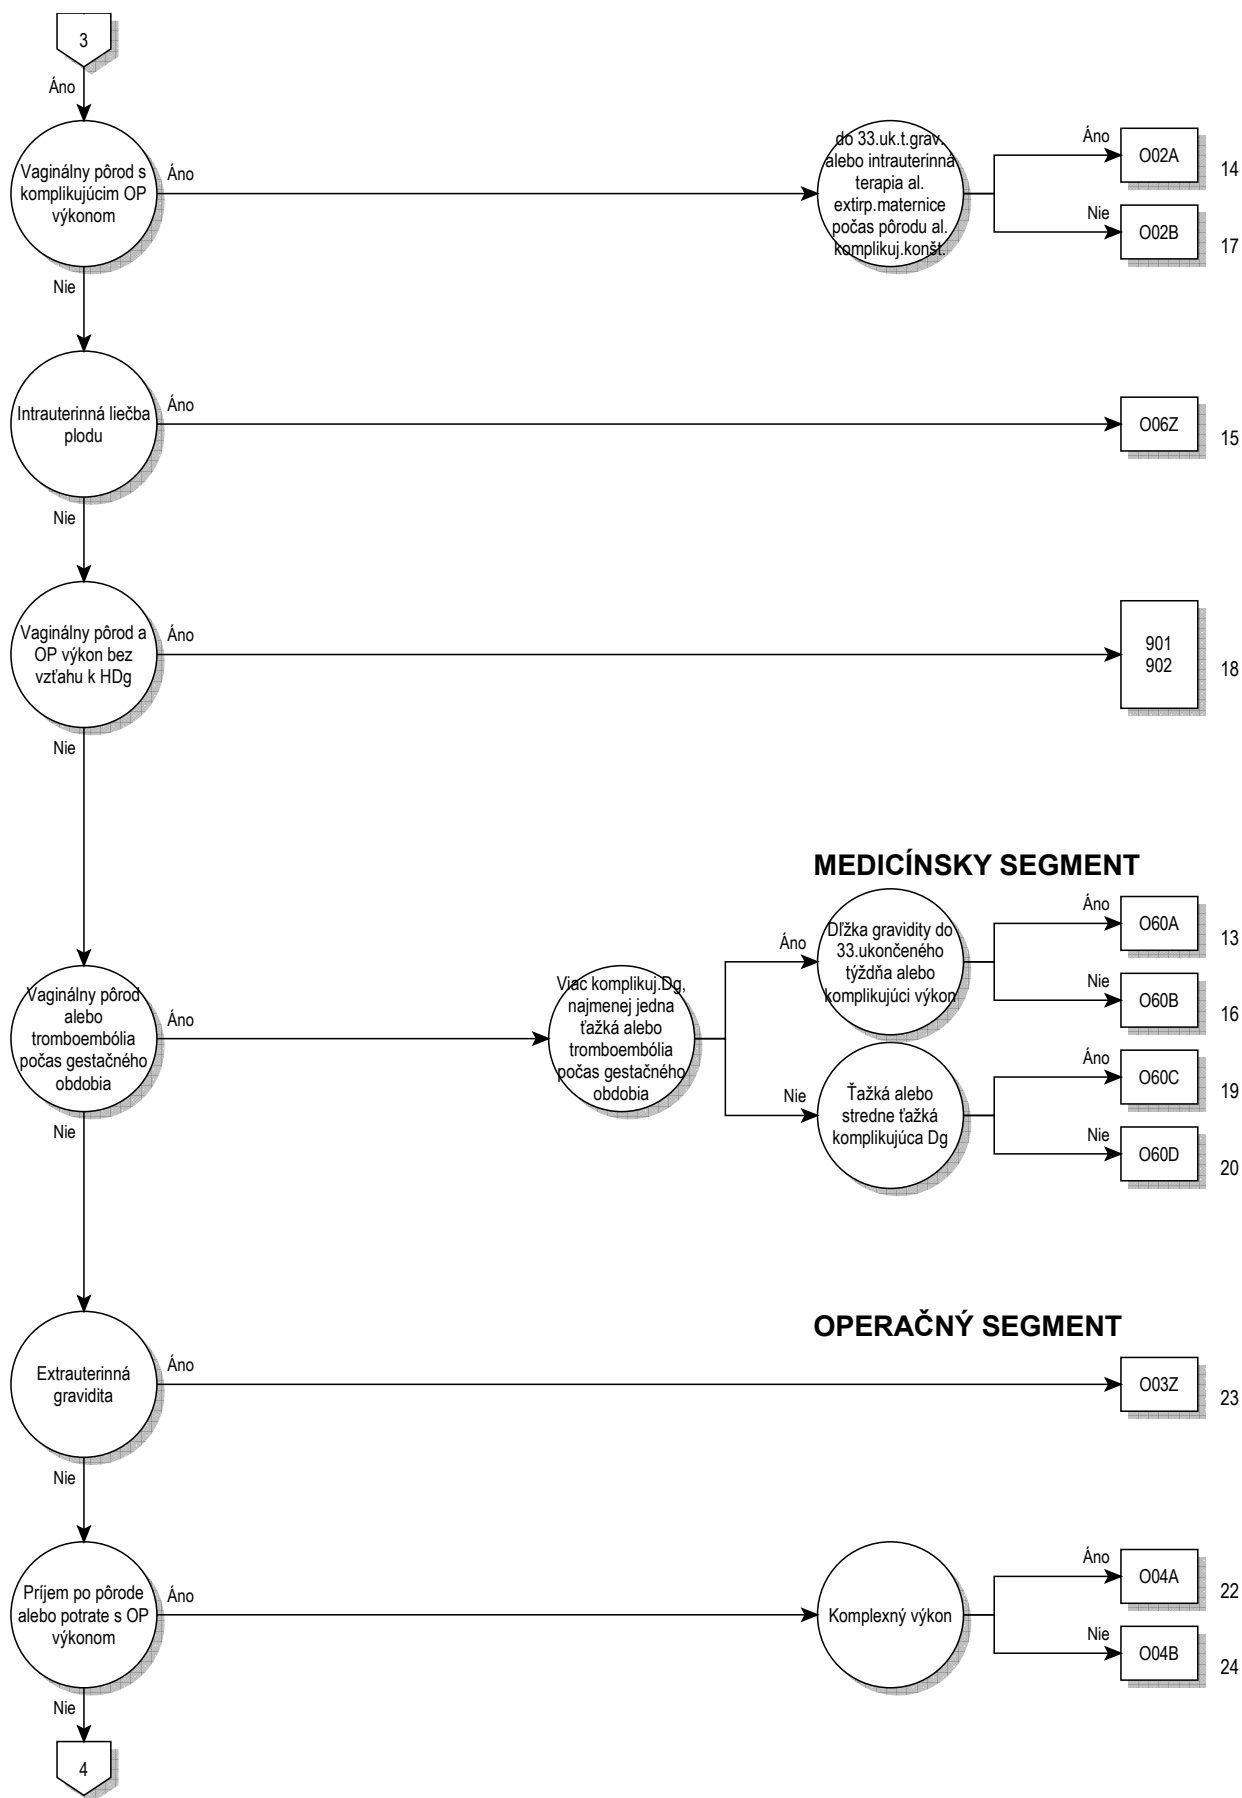 3
Áno
Vaginálny pôrod s
komplikujúcim OP
výkonom
Áno
do 33.uk.t.grav.
alebo intrauterinná
terapia al.
extirp.maternice
počas pôrodu al.
komplikuj.konšt.
Áno
O02A
14
Nie
O02B
17
Nie
Intrauterinná liečba
plodu
Áno
O06Z
15
Nie
Vaginálny pôrod a
OP výkon bez
vzťahu k HDg
Áno
901
902
18
Nie
MEDICÍNSKY SEGMENT
Vaginálny pôrod
alebo
tromboembólia
počas gestačného
obdobia
Áno
Viac komplikuj.Dg,
najmenej jedna
ťažká alebo
tromboembólia
počas gestačného
obdobia
Áno
Dľžka gravidity do
33.ukončeného
týždňa alebo
komplikujúci výkon
Áno
O60A
13
Nie
O60B
16
Nie
Ťažká alebo
stredne ťažká
komplikujúca Dg
Áno
O60C
19
Nie
O60D
20
Nie
OPERAČNÝ SEGMENT
Extrauterinná
gravidita
Áno
O03Z
23
Nie
Príjem po pôrode
alebo potrate s OP
výkonom
Áno
Komplexný výkon
Áno
O04A
22
Nie
O04B
24
Nie
4